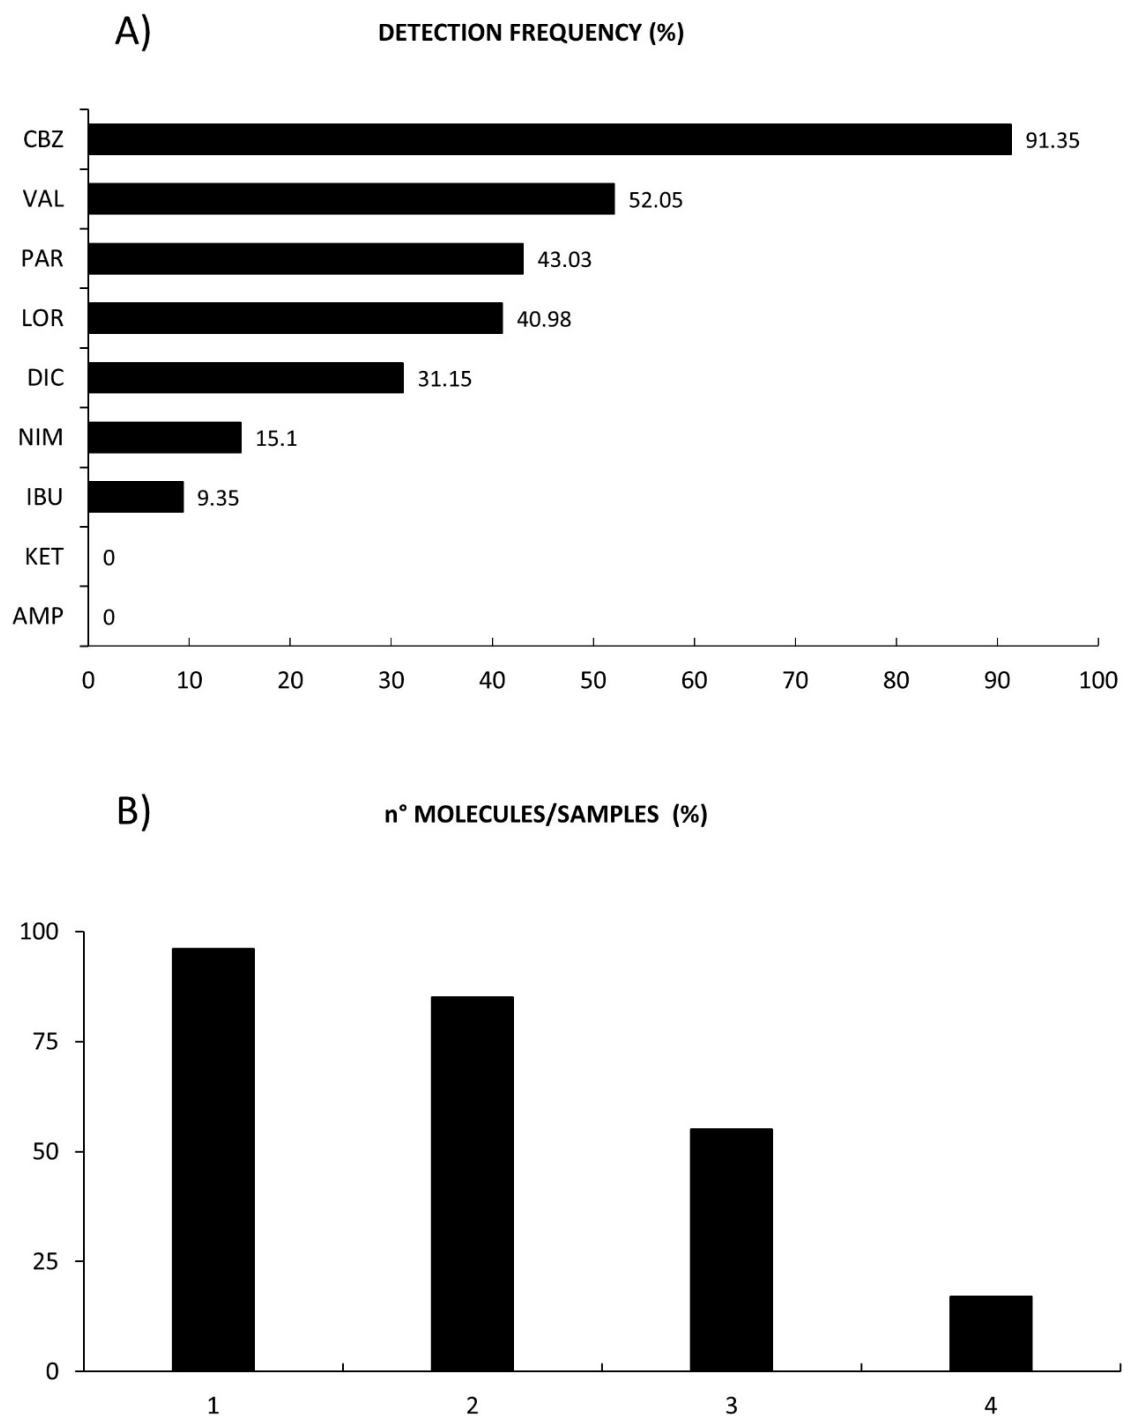 A)
DETECTION FREQUENCY (%)
CBZ 91.35
VAL 52.05
PAR 43.03
LOR 40.98
DIC 31.15
NIM 15.1
IBU 9.35
KET 0
AMP 0
0 10 20 30 40 50 60 70 80 90 100
B)
n° MOLECULES/SAMPLES (%)
100
75
50
25
0
1 2 3 4